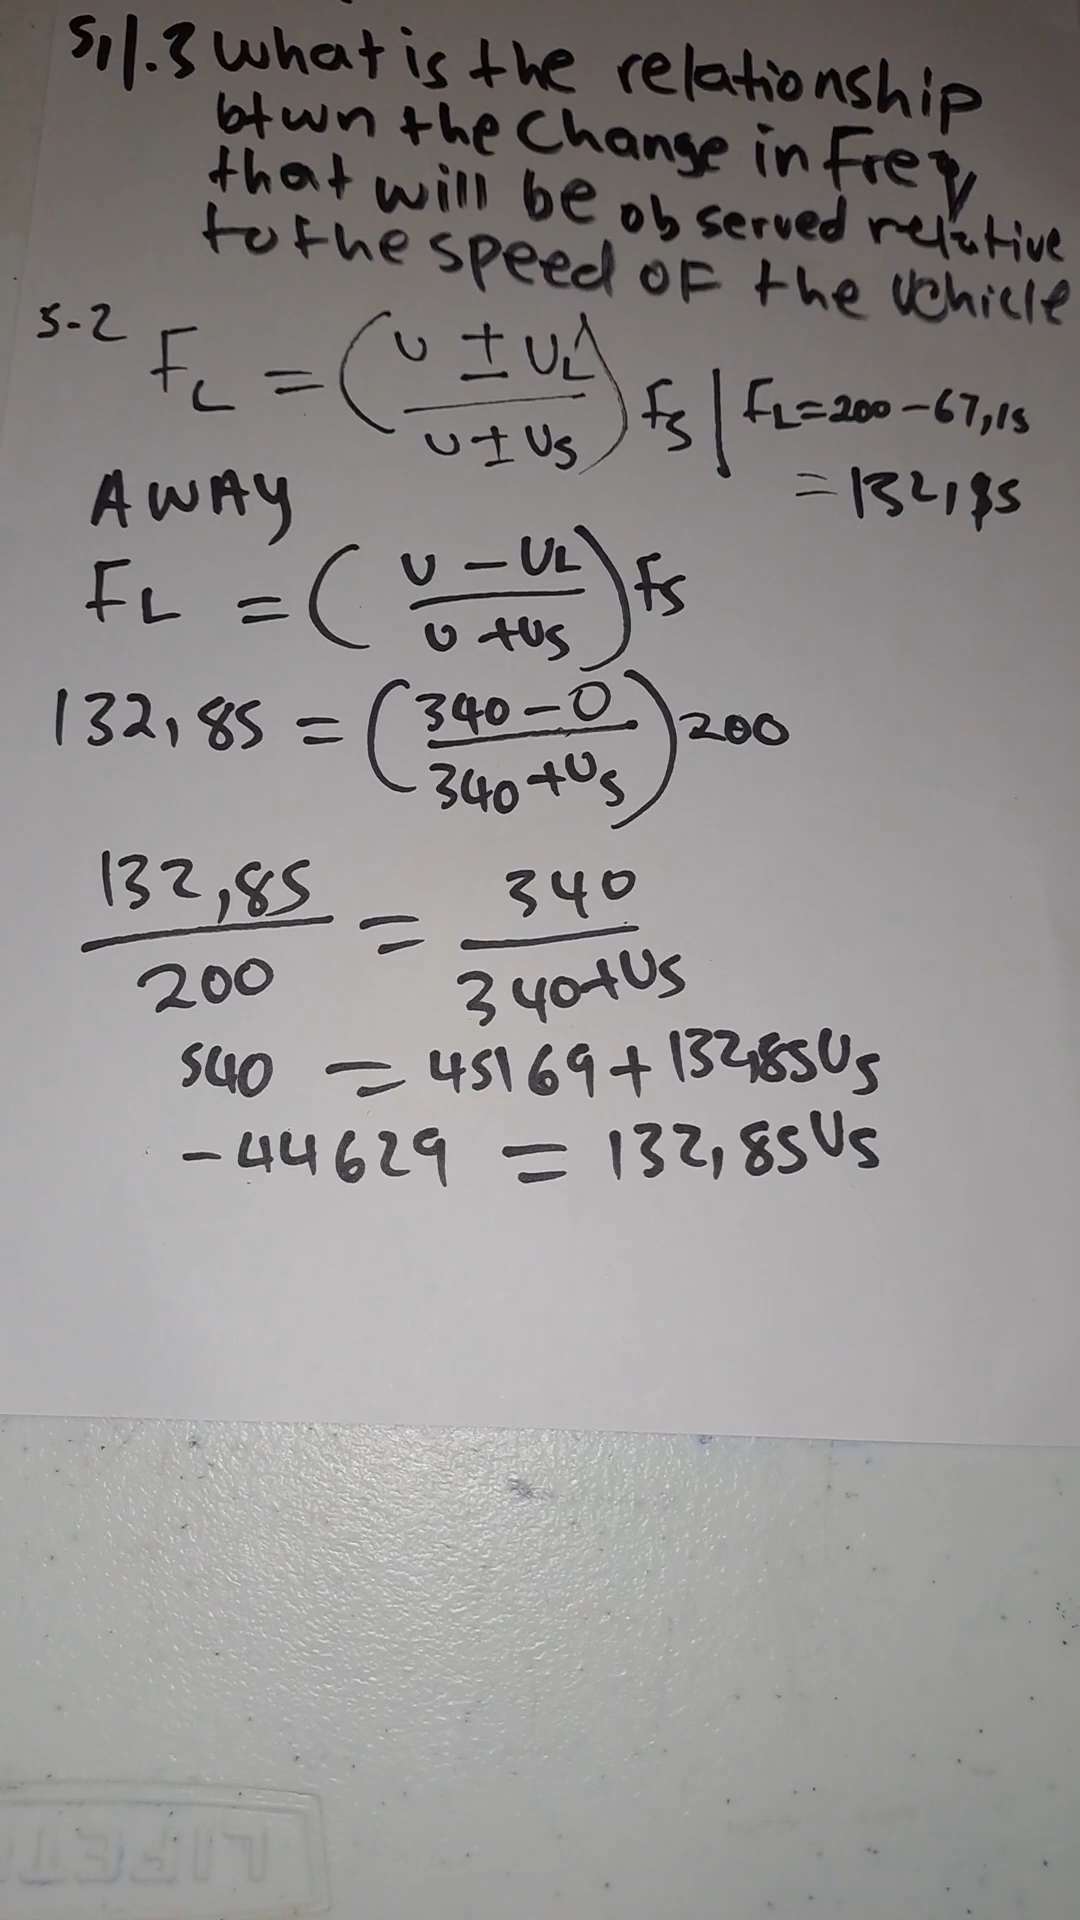 5.1.3 What is the relationship
btwn the Change in Freq
that will be observed relative
to the speed OF the vehicle
5-2 FL = (v ± vL / v ± vs) fs | FL = 200 - 67,15
= 132,85
AWAY
FL = (v - vL / v + vs) fs
132,85 = (340 - 0 / 340 + vs) 200
132,85 / 200 = 340 / 340 + vs
540 = 45169 + 132,85vs
-44629 = 132,85vs
LIFET